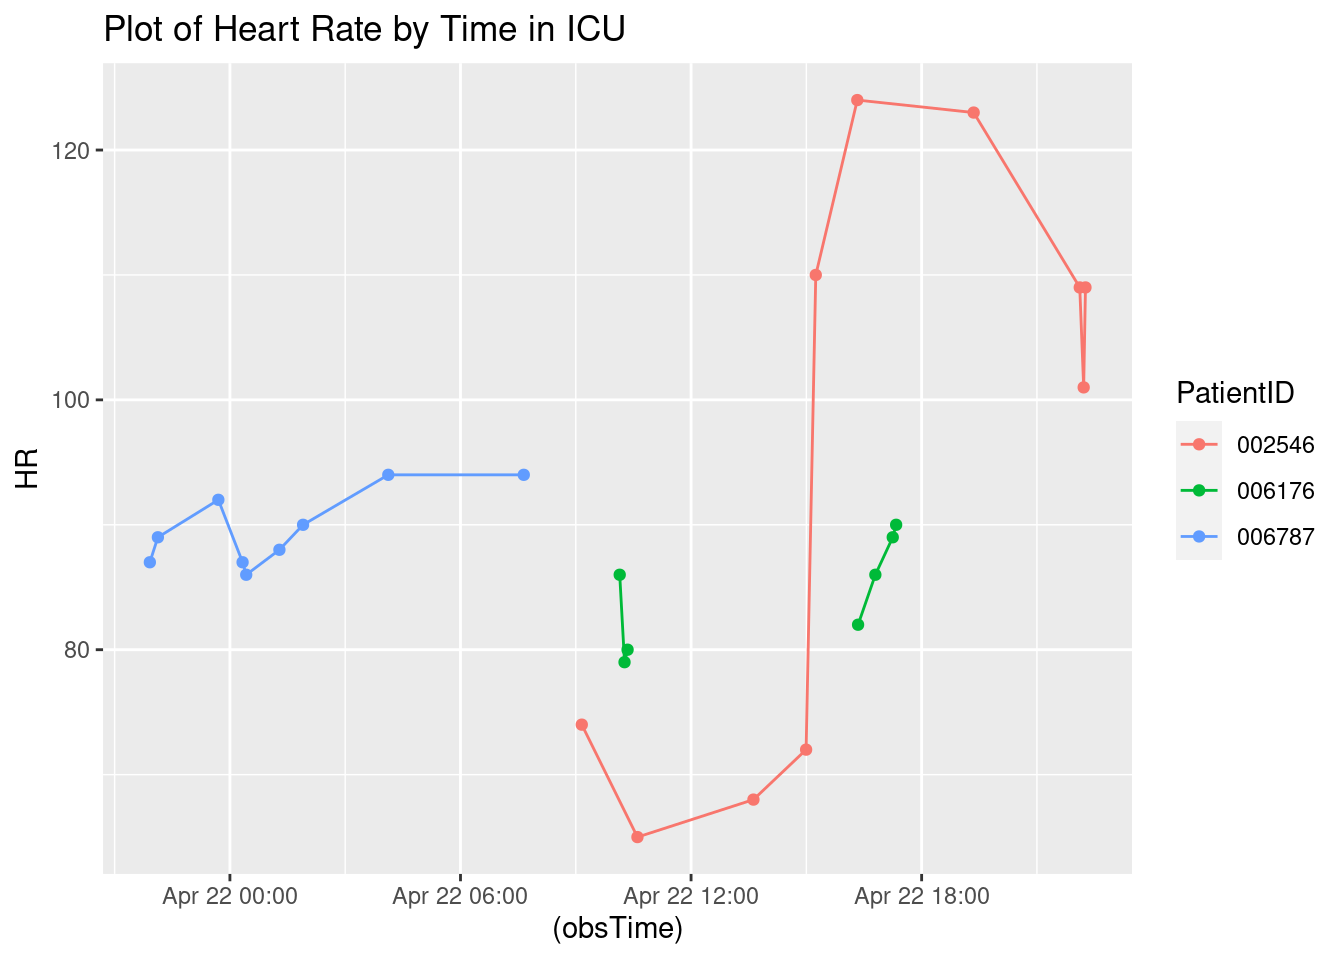 Plot of Heart Rate by Time in ICU
120
100
80
HR
Apr 22 00:00 Apr 22 06:00 Apr 22 12:00 Apr 22 18:00
(obsTime)
PatientID
002546
006176
006787